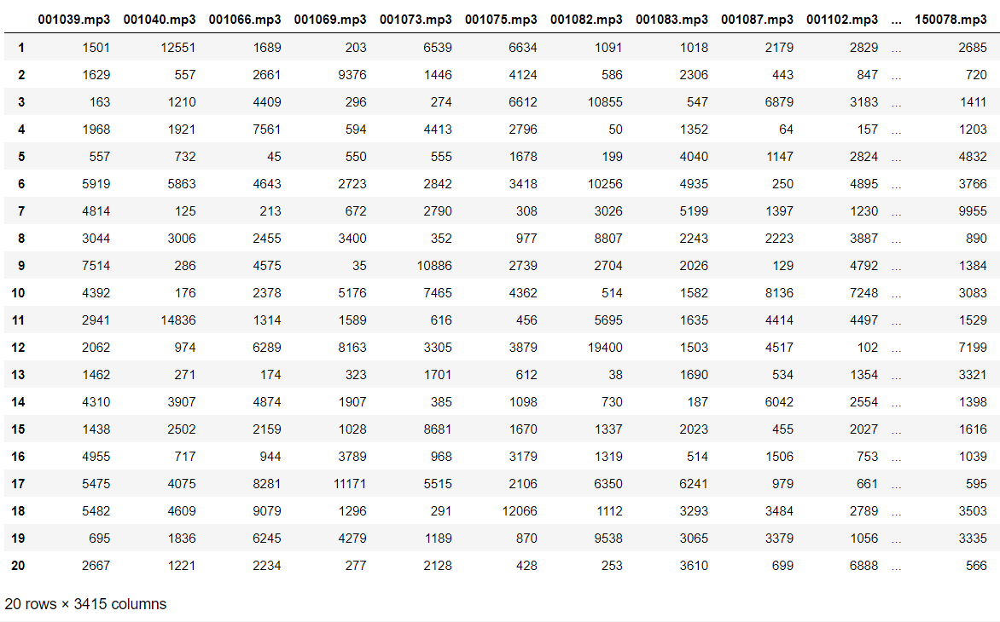 001039.mp3 001040.mp3 001066.mp3 001069.mp3 001073.mp3 001075.mp3 001082.mp3 001083.mp3 001087.mp3 001102.mp3 ... 150078.mp3
1 1501 12551 1689 203 6539 6634 1091 1018 2179 2829 ... 2685
2 1629 557 2661 9376 1446 4124 586 2306 443 847 ... 720
3 163 1210 4409 296 274 6612 10855 547 6879 3183 ... 1411
4 1968 1921 7561 594 4413 2796 50 1352 64 157 ... 1203
5 557 732 45 550 555 1678 199 4040 1147 2824 ... 4832
6 5919 5863 4643 2723 2842 3418 10256 4935 250 4895 ... 3766
7 4814 125 213 672 2790 308 3026 5199 1397 1230 ... 9955
8 3044 3006 2455 3400 352 977 8807 2243 2223 3887 ... 890
9 7514 286 4575 35 10886 2739 2704 2026 129 4792 ... 1384
10 4392 176 2378 5176 7465 4362 514 1582 8136 7248 ... 3083
11 2941 14836 1314 1589 616 456 5695 1635 4414 4497 ... 1529
12 2062 974 6289 8163 3305 3879 19400 1503 4517 102 ... 7199
13 1462 271 174 323 1701 612 38 1690 534 1354 ... 3321
14 4310 3907 4874 1907 385 1098 730 187 6042 2554 ... 1398
15 1438 2502 2159 1028 8681 1670 1337 2023 455 2027 ... 1616
16 4955 717 944 3789 968 3179 1319 514 1506 753 ... 1039
17 5475 4075 8281 11171 5515 2106 6350 6241 979 661 ... 595
18 5482 4609 9079 1296 291 12066 1112 3293 3484 2789 ... 3503
19 695 1836 6245 4279 1189 870 9538 3065 3379 1056 ... 3335
20 2667 1221 2234 277 2128 428 253 3610 699 6888 ... 566
20 rows × 3415 columns